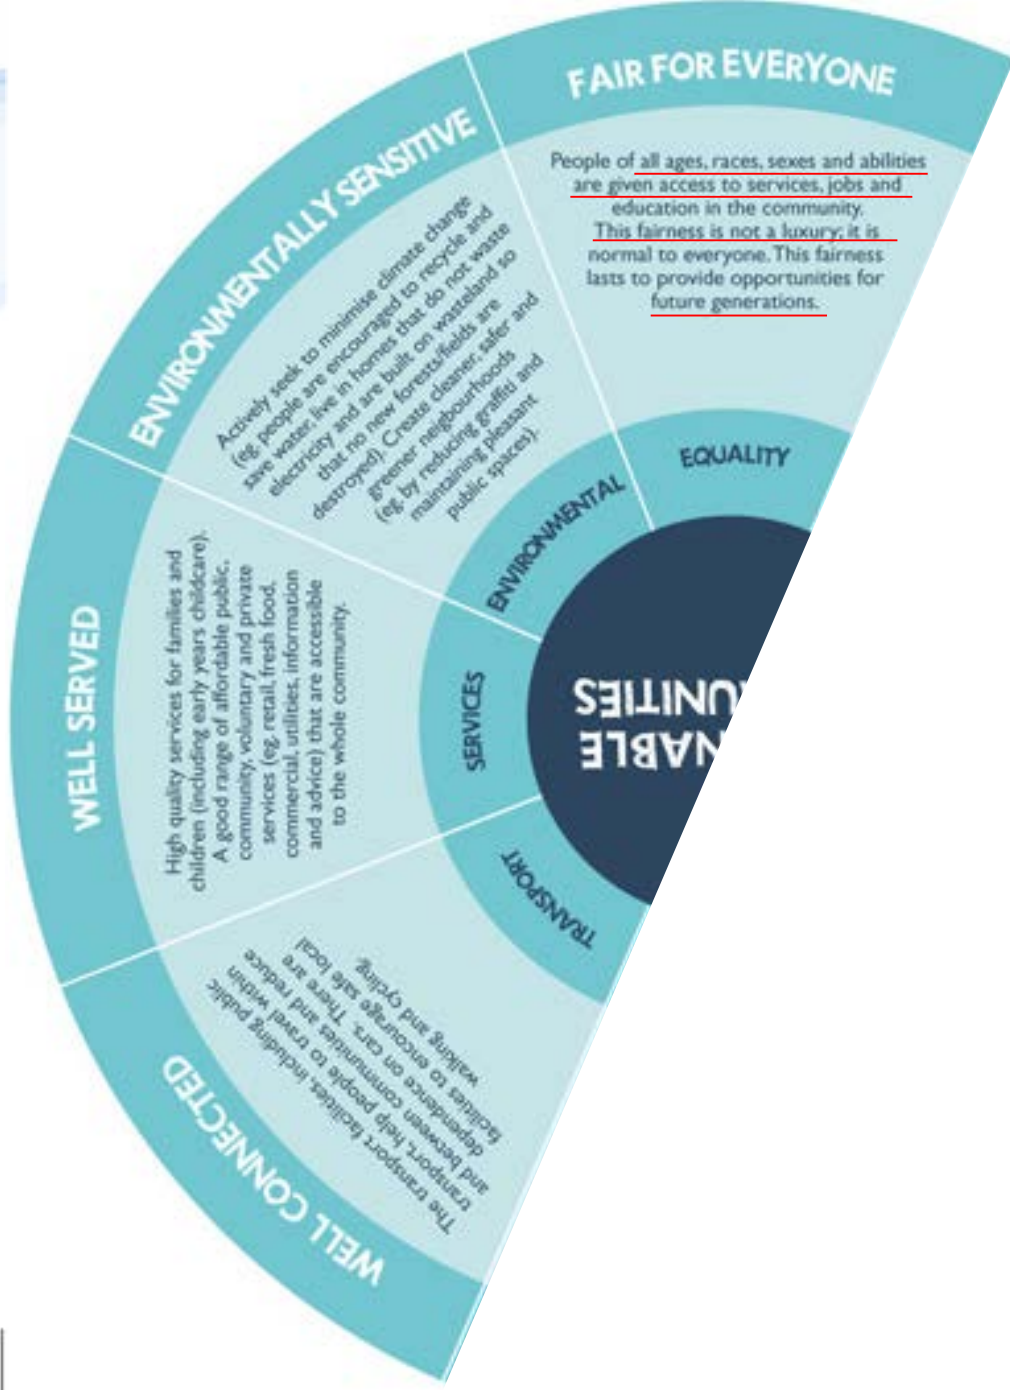 FAIR FOR EVERYONE
People of all ages, races, sexes and abilities
are given access to services, jobs and
education in the community.
This fairness is not a luxury; it is
normal to everyone. This fairness
lasts to provide opportunities for
future generations.
EQUALITY
ENVIRONMENTALLY SENSITIVE
Actively seek to minimise climate change
(eg. people are encouraged to recycle and
save water, live in homes that do not waste
electricity and are built on wasteland so
that no new forests/fields are
destroyed). Create cleaner, safer and
greener neigbourhoods
(eg. by reducing graffiti and
maintaining pleasant
public spaces).
ENVIRONMENTAL
WELL SERVED
High quality services for families and
children (including early years childcare).
A good range of affordable public,
community, voluntary and private
services (eg. retail, fresh food,
commercial, utilities, information
and advice) that are accessible
to the whole community.
SERVICES
WELL CONNECTED
The transport facilities, including public
transport, help people to travel within
and between communities and reduce
dependence on cars. There are
facilities to encourage safe local
walking and cycling.
TRANSPORT
NABLE
UNITIES